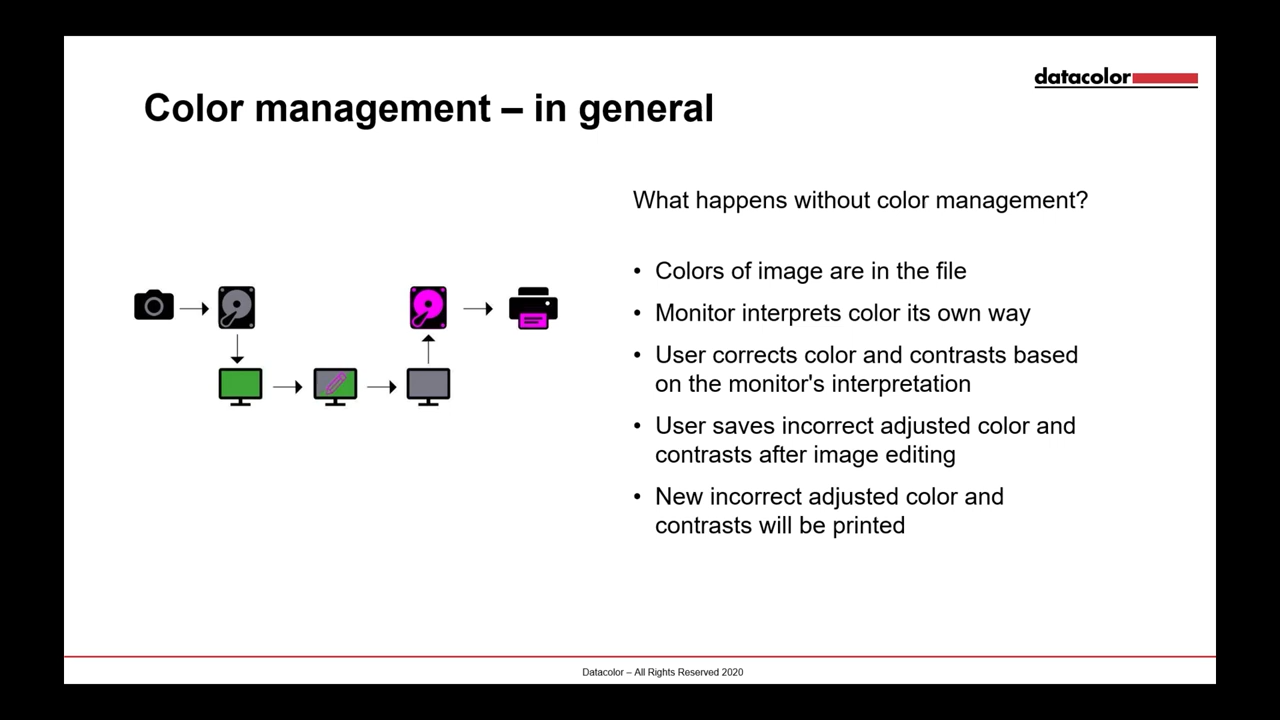 datacolor
Color management – in general
What happens without color management?
• Colors of image are in the file
• Monitor interprets color its own way
• User corrects color and contrasts based
on the monitor's interpretation
• User saves incorrect adjusted color and
contrasts after image editing
• New incorrect adjusted color and
contrasts will be printed
Datacolor – All Rights Reserved 2020